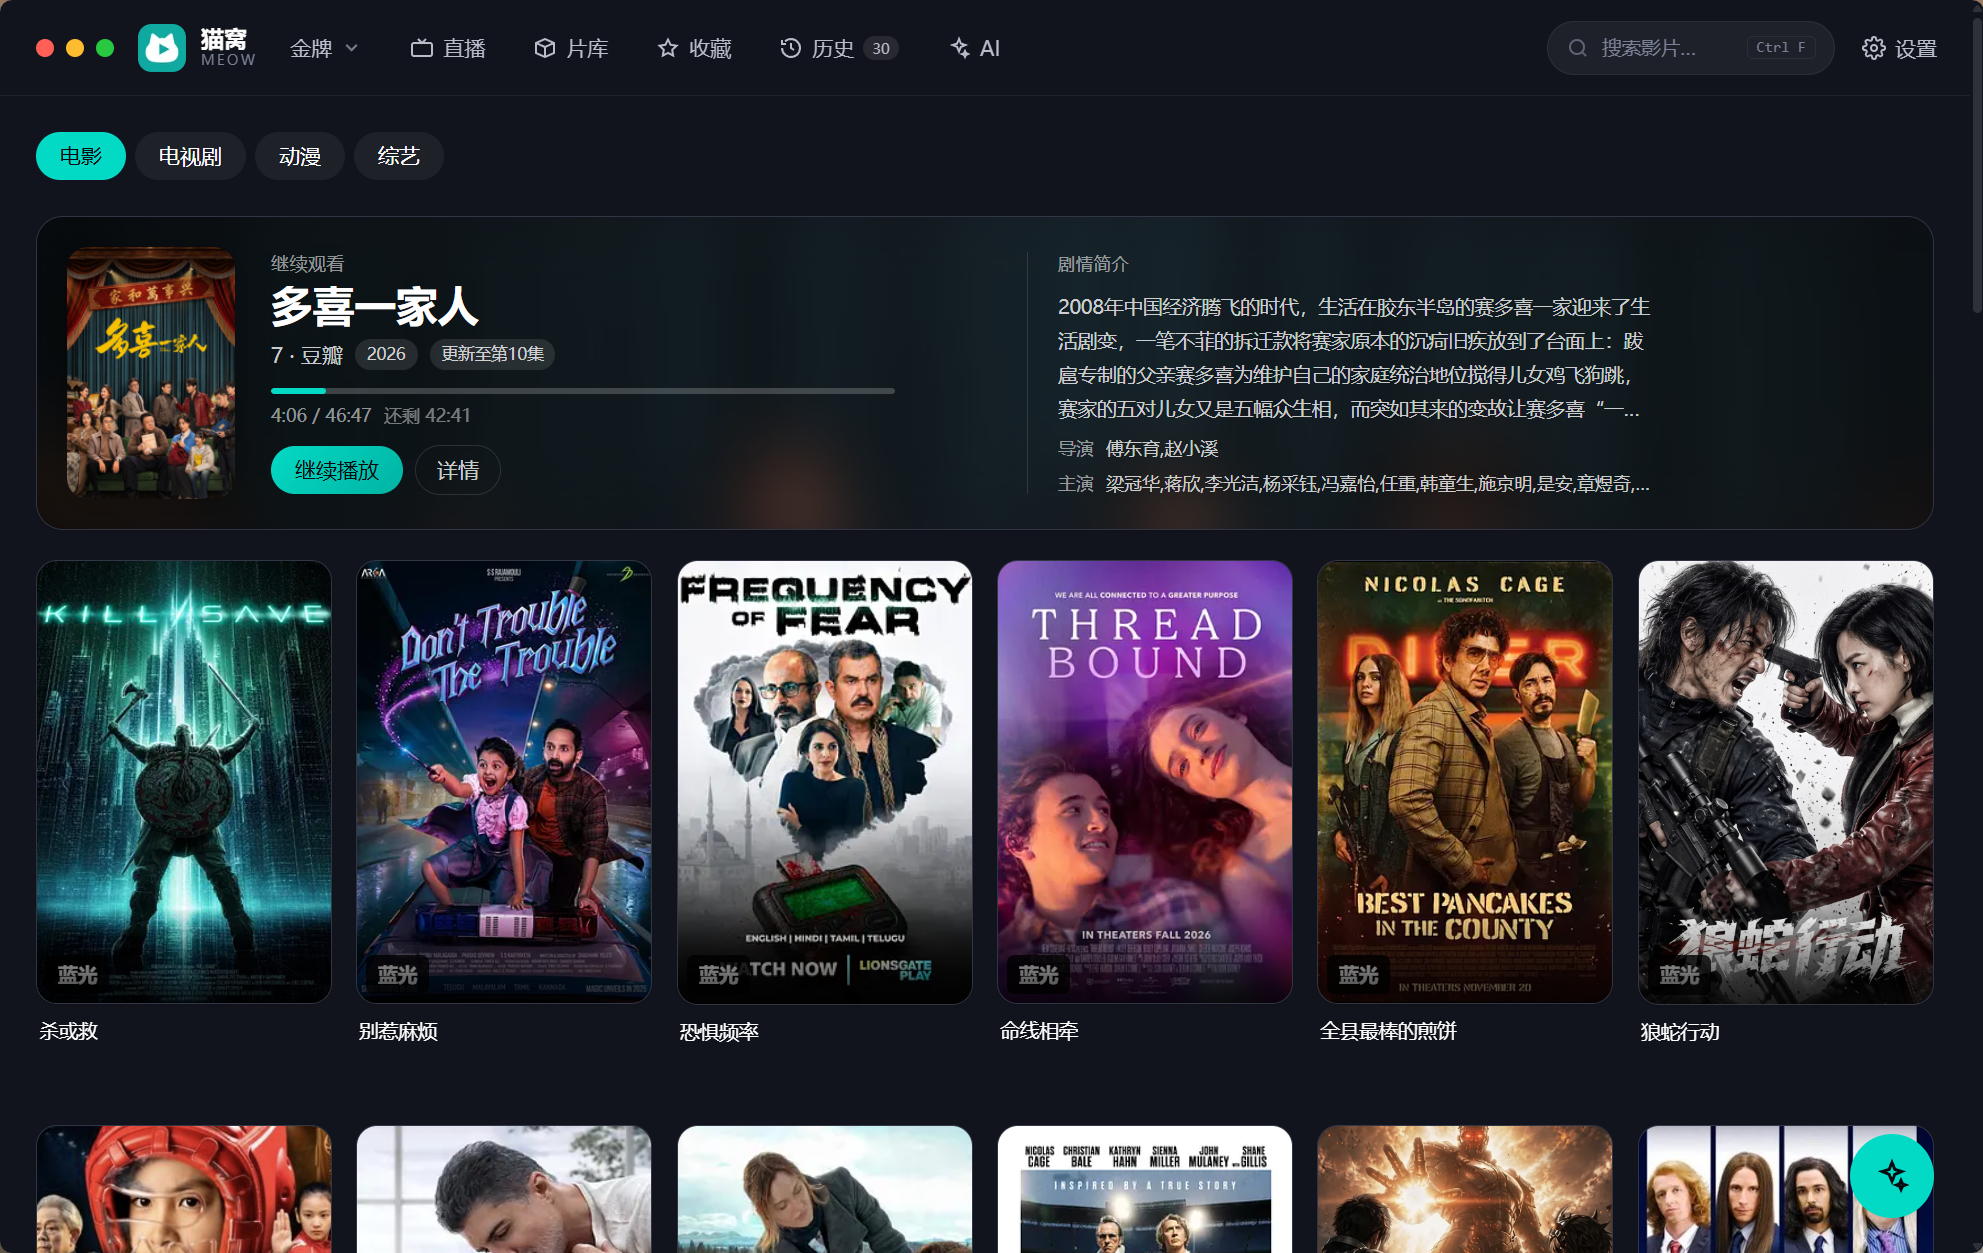 猫窝
MEOW
金牌
直播
片库
收藏
历史 30
AI
搜索影片...
Ctrl F
设置
电影
电视剧
动漫
综艺
家和萬事興
多喜一家人
继续观看
多喜一家人
7 · 豆瓣 2026 更新至第10集
4:06 / 46:47 还剩 42:41
继续播放
详情
剧情简介
2008年中国经济腾飞的时代，生活在胶东半岛的赛多喜一家迎来了生
活剧变，一笔不菲的拆迁款将赛家原本的沉疴旧疾放到了台面上：跋
扈专制的父亲赛多喜为维护自己的家庭统治地位搅得儿女鸡飞狗跳，
赛家的五对儿女又是五幅众生相，而突如其来的变故让赛多喜“一...
导演 傅东育,赵小溪
主演 梁冠华,蒋欣,李光洁,杨采钰,冯嘉怡,任重,韩童生,施京明,是安,章煜奇,...
KILL/SAVE
蓝光
杀或救
ARGA
S S RAJAMOULI
PRESENTS
Don't Trouble
The Trouble
TELUGU MALAYALAM TAMIL KANNADA
MAGIC UNVEILS IN 2025
蓝光
别惹麻烦
FREQUENCY
OF FEAR
ENGLISH | HINDI | TAMIL | TELUGU
ATCH NOW
LIONSGATE
PLAY
蓝光
恐惧频率
WE ARE ALL CONNECTED TO A GREATER PURPOSE
THREAD
BOUND
IN THEATERS FALL 2026
蓝光
命线相牵
NICOLAS CAGE
DINER
BEST PANCAKES
IN THE COUNTY
IN THEATERS NOVEMBER 20
蓝光
全县最棒的煎饼
狼蛇行动
蓝光
狼蛇行动
NICOLAS CAGE
CHRISTIAN BALE
KATHRYN HAHN
SIENNA MILLER
JOHN MULANEY
SHANE GILLIS
INSPIRED BY A TRUE STORY